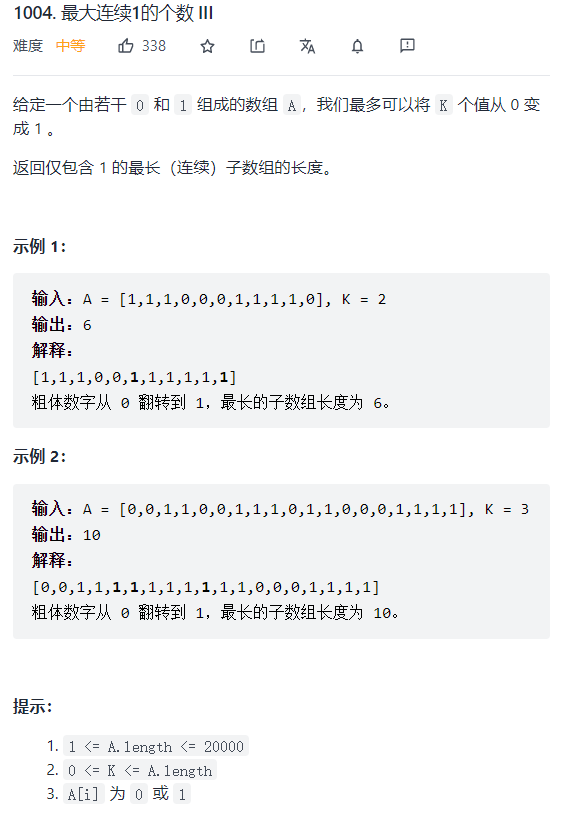 1004. 最大连续1的个数 III
难度 中等 338
给定一个由若干 0 和 1 组成的数组 A，我们最多可以将 K 个值从 0 变
成 1 。
返回仅包含 1 的最长（连续）子数组的长度。
示例 1：
输入：A = [1,1,1,0,0,0,1,1,1,1,0], K = 2
输出：6
解释：
[1,1,1,0,0,1,1,1,1,1,1]
粗体数字从 0 翻转到 1，最长的子数组长度为 6。
示例 2：
输入：A = [0,0,1,1,0,0,1,1,1,0,1,1,0,0,0,1,1,1,1], K = 3
输出：10
解释：
[0,0,1,1,1,1,1,1,1,1,1,1,0,0,0,1,1,1,1]
粗体数字从 0 翻转到 1，最长的子数组长度为 10。
提示：
1. 1 <= A.length <= 20000
2. 0 <= K <= A.length
3. A[i] 为 0 或 1